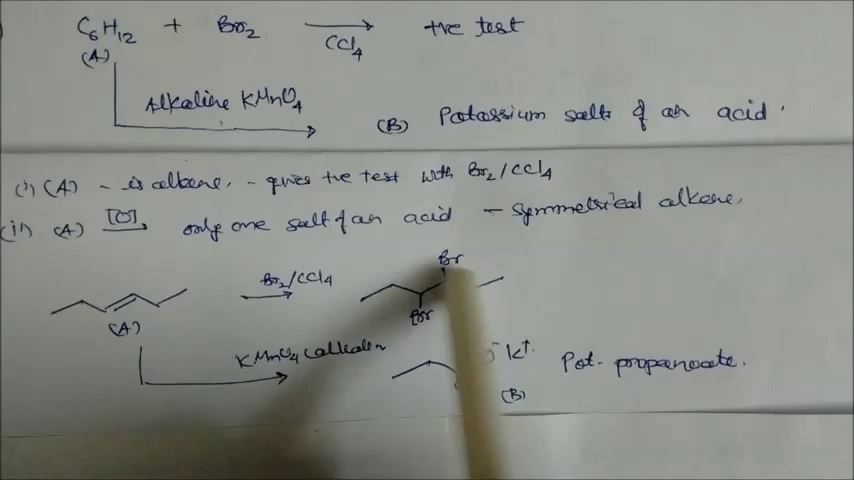 C6H12 + Br2 → CCl4 +ve test
(A)
Alkaline KMnO4
(B) Potassium salt of an acid.
(i) (A) - is alkene, - gives +ve test with Br2/CCl4
(ii) (A) [O] → only one salt of an acid - symmetrical alkene,
Br2/CCl4
Br
Br
(A)
KMnO4 (alkaline
O⁻ K⁺. Pot. propanoate.
(B)